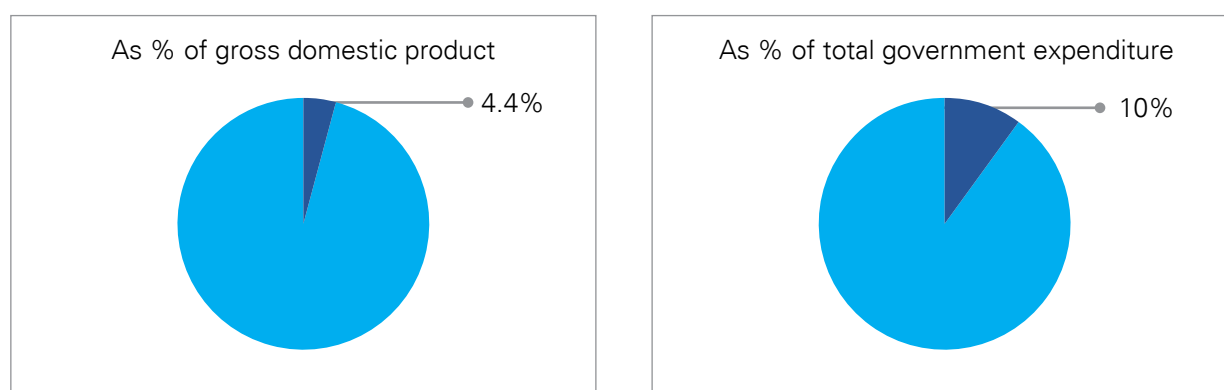 As % of gross domestic product
4.4%
As % of total government expenditure
10%